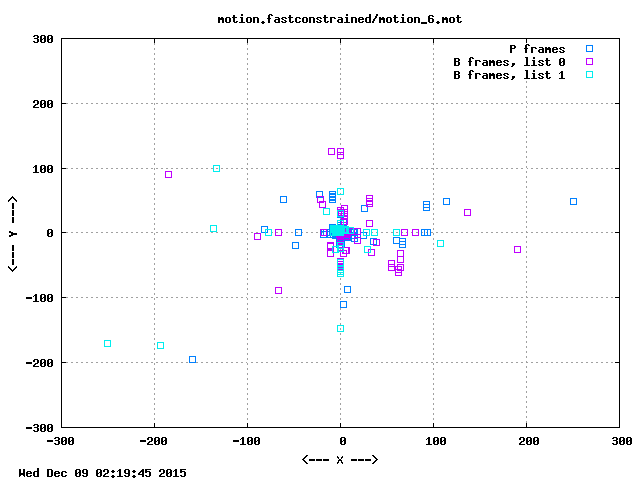 motion.fastconstrained/motion_6.mot
P frames
B frames, list 0
B frames, list 1
300
200
100
0
-100
-200
-300
<--- Y --->
-300 -200 -100 0 100 200 300
<--- X --->
Wed Dec 09 02:19:45 2015